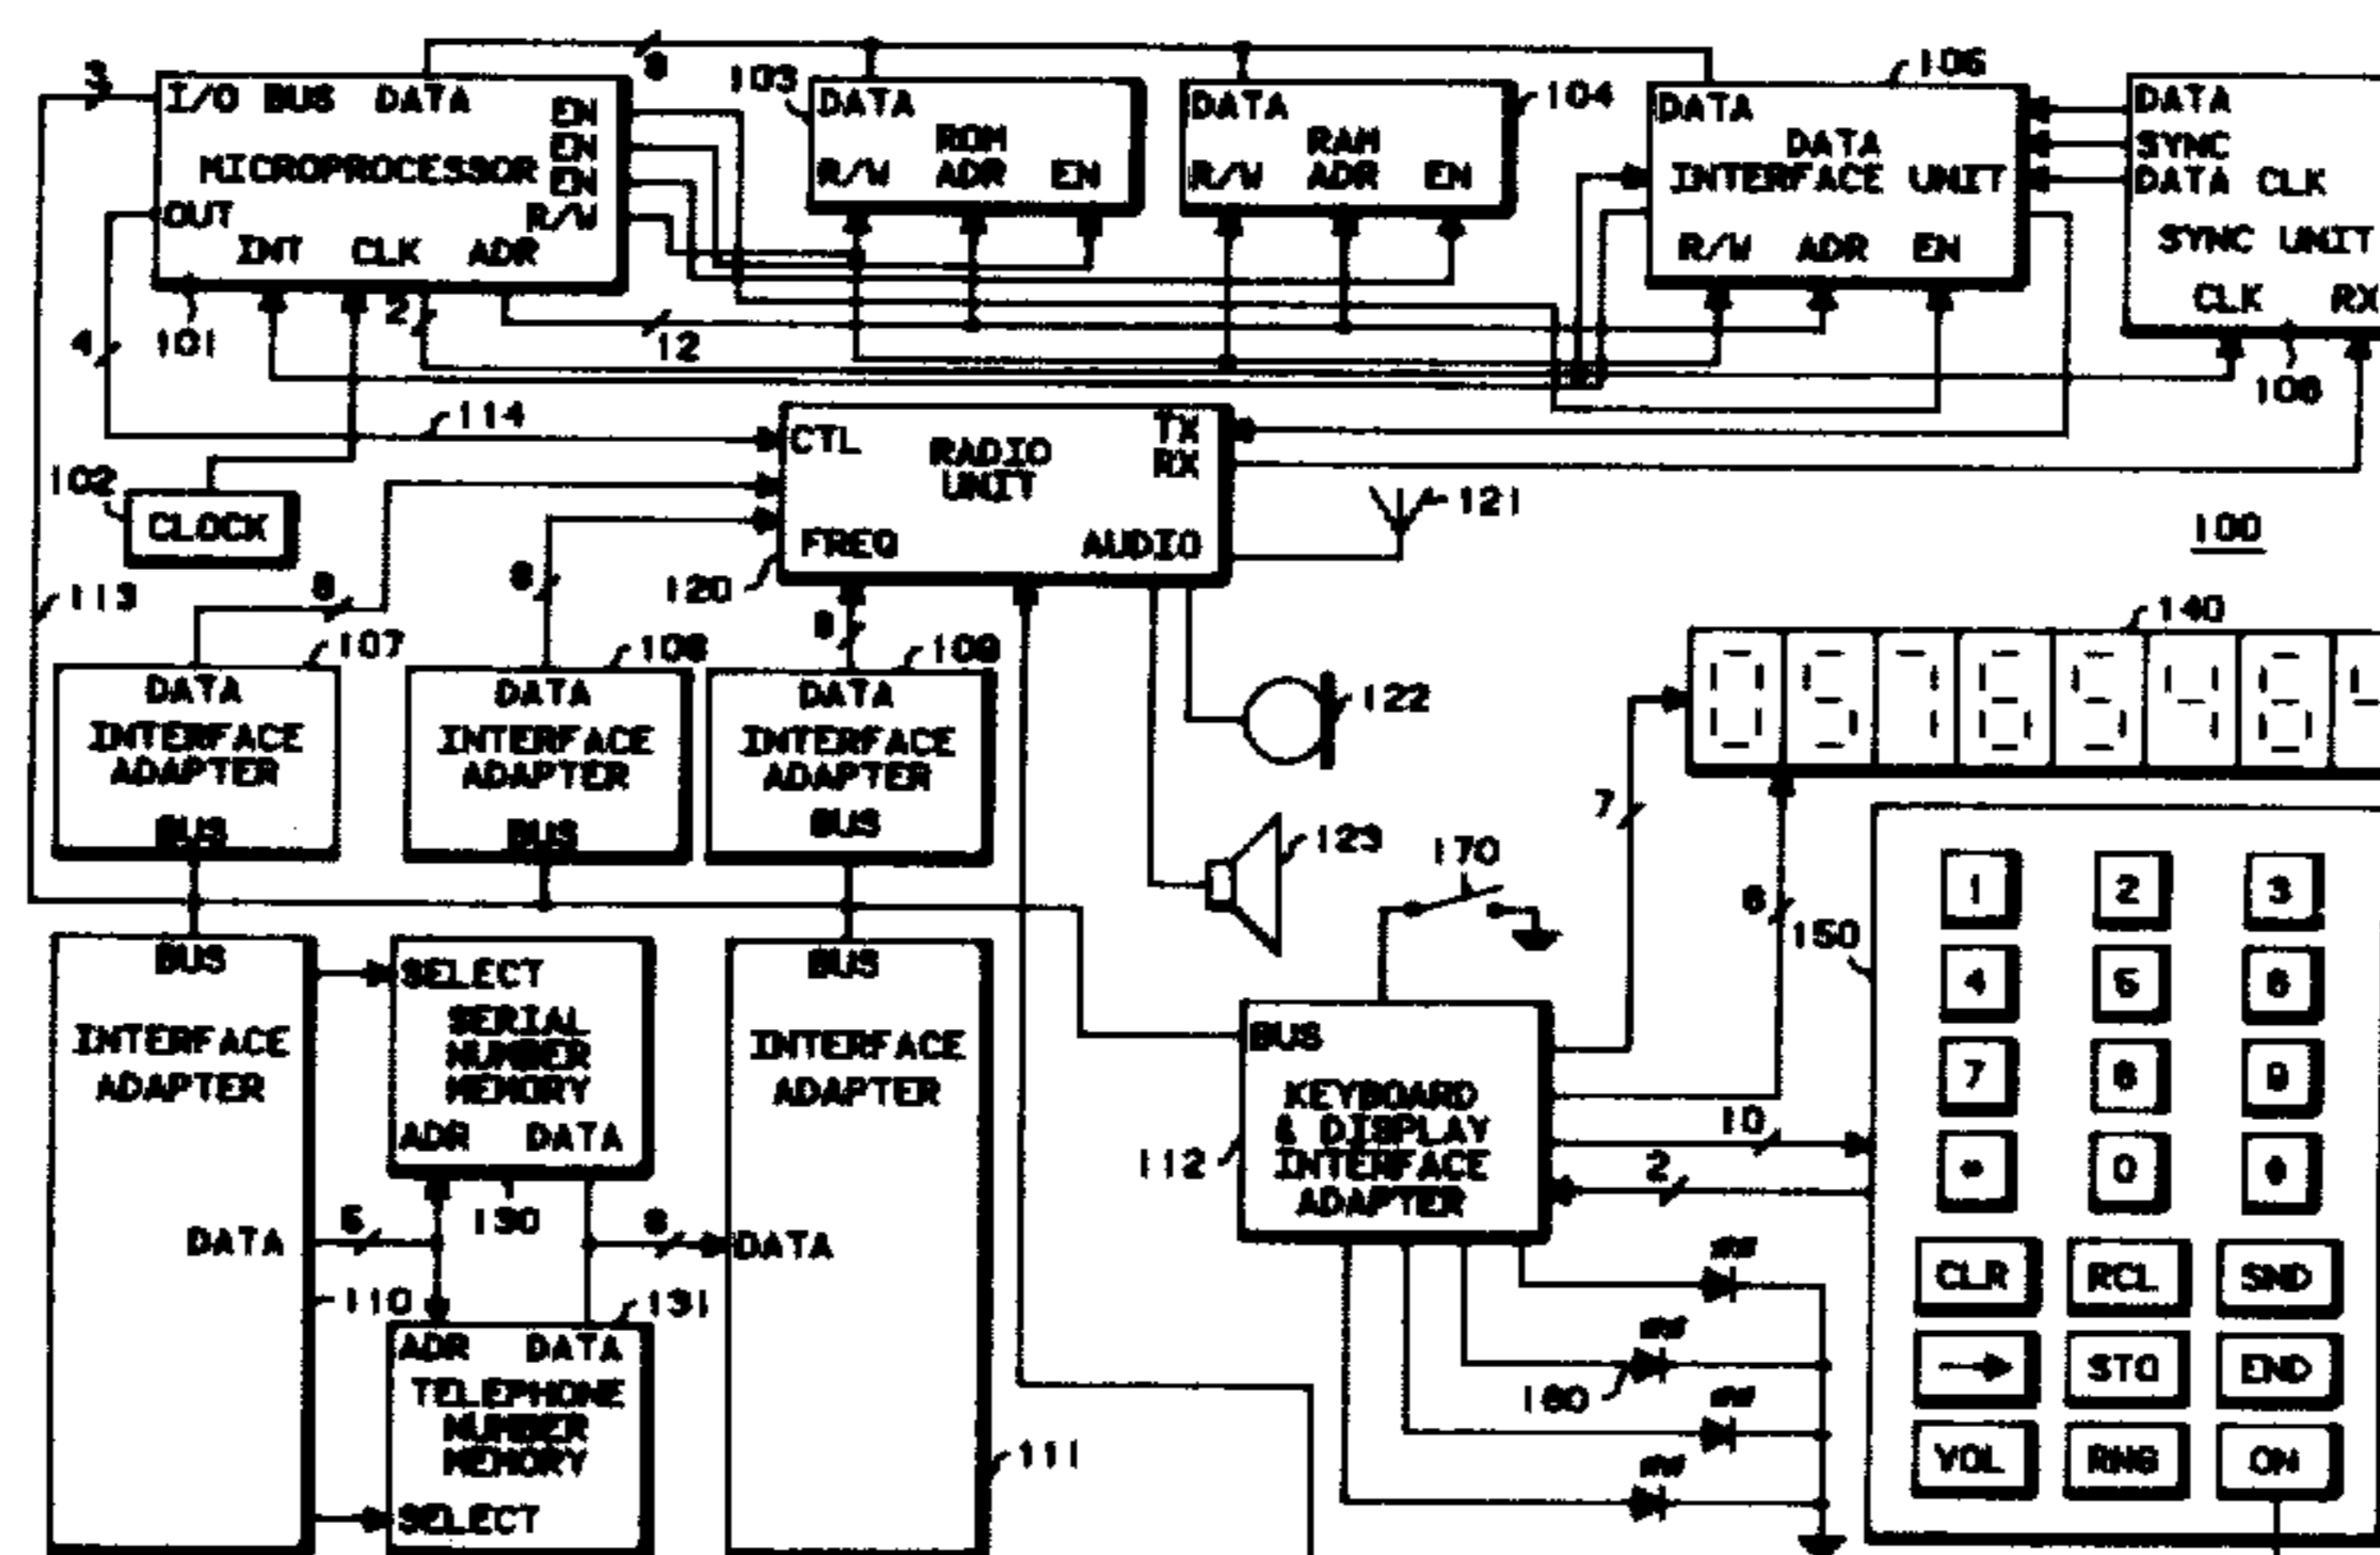 3
I/O BUS DATA
EN
EN
EN
MICROPROCESSOR
OUT
R/W
INT CLK ADR
101
4
2
12
8
103
DATA
ROM
R/W ADR EN
DATA
RAM
R/W ADR EN
104
DATA
DATA
INTERFACE UNIT
R/W ADR EN
DATA
SYNC
DATA CLK
SYNC UNIT
CLK RX
114
102
CLOCK
113
CTL
RADIO
UNIT
TX
RX
FREQ
AUDIO
120
121
100
8
8
8
107
DATA
INTERFACE
ADAPTER
BUS
108
DATA
INTERFACE
ADAPTER
BUS
109
DATA
INTERFACE
ADAPTER
BUS
122
123
170
140
7
6
150
BUS
INTERFACE
ADAPTER
DATA
110
5
SELECT
SERIAL
NUMBER
MEMORY
ADR DATA
130
8
131
ADR DATA
TELEPHONE
NUMBER
MEMORY
SELECT
BUS
INTERFACE
ADAPTER
DATA
111
BUS
KEYBOARD
& DISPLAY
INTERFACE
ADAPTER
112
10
2
1 2 3
4 5 6
7 8 9
0
CLR RCL SND
STO END
VOL RNG ON